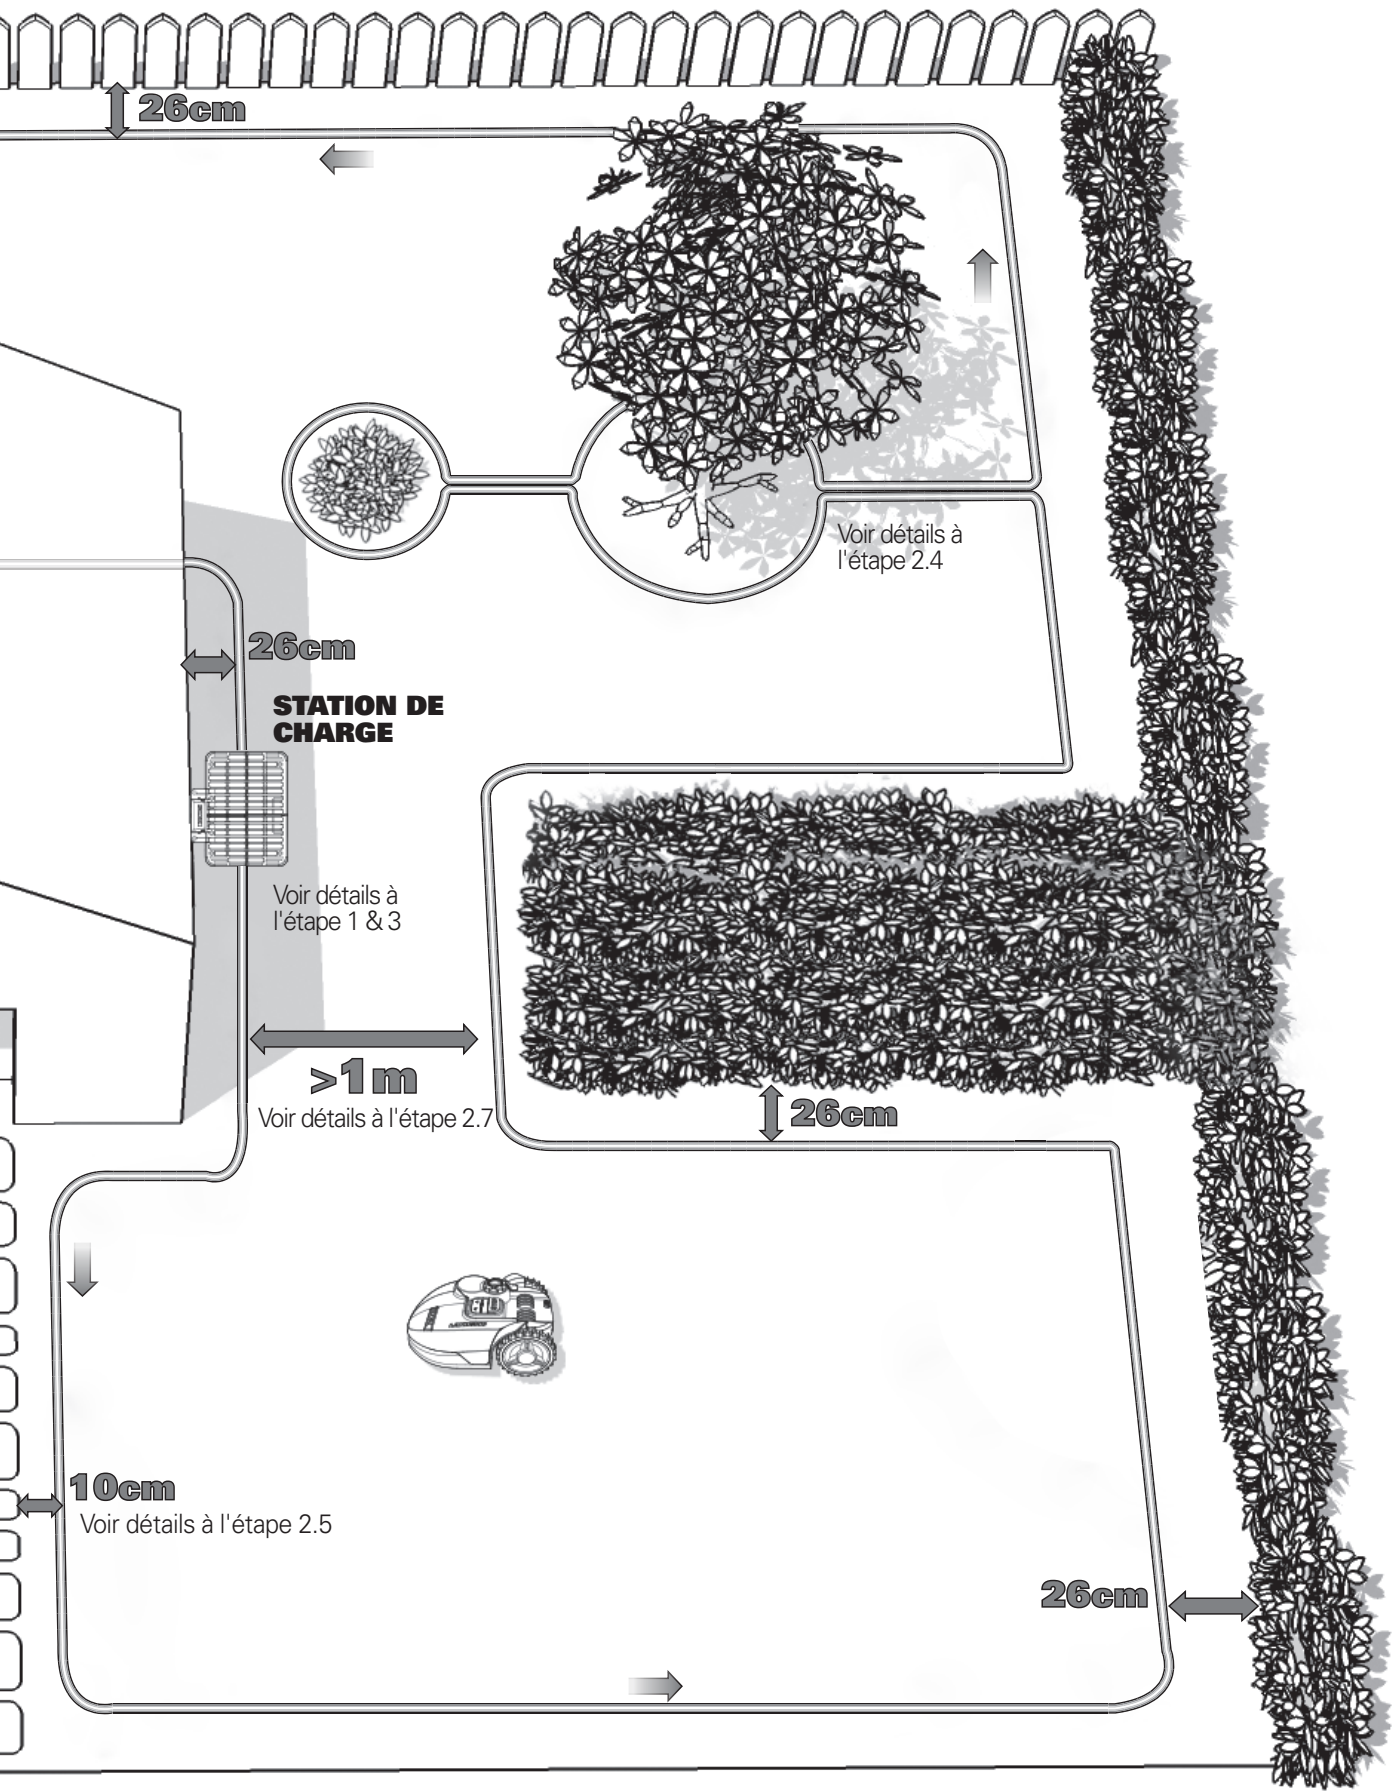 26cm
Voir détails à
l'étape 2.4
26cm
STATION DE
CHARGE
Voir détails à
l'étape 1 & 3
>1m
Voir détails à l'étape 2.7
26cm
10cm
Voir détails à l'étape 2.5
26cm